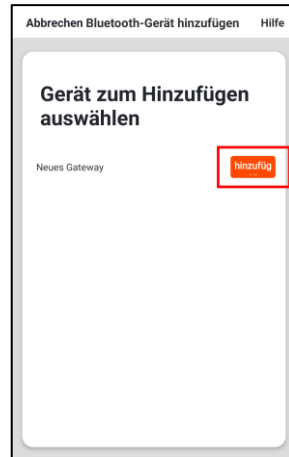 Abbrechen Bluetooth-Gerät hinzufügen Hilfe
Gerät zum Hinzufügen
auswählen
Neues Gateway hinzufüg